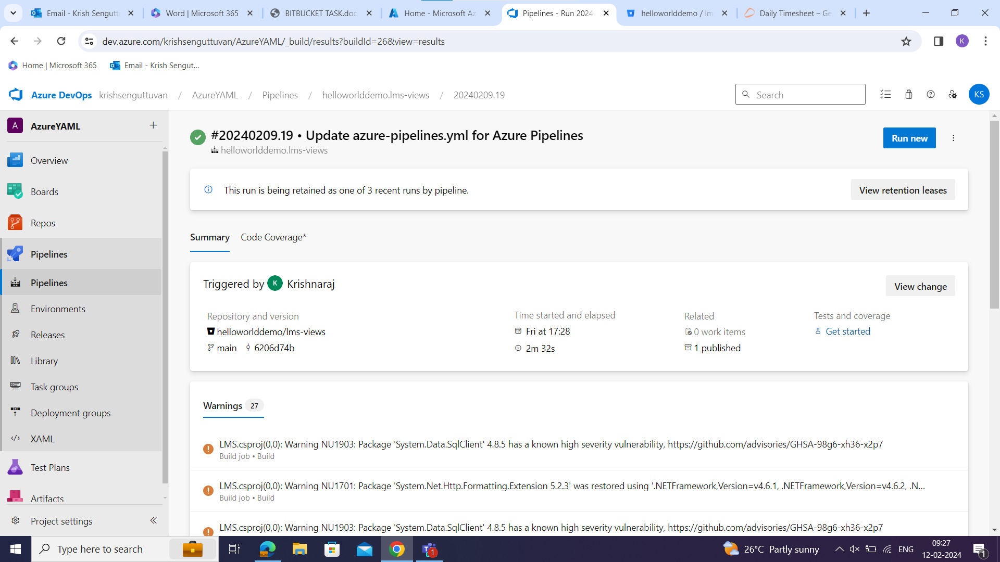 Email - Krish Sengutt
Word | Microsoft 365
BITBUCKET TASK.doc
Home - Microsoft Az
Pipelines - Run 2024
helloworlddemo / lm
Daily Timesheet – Ge
dev.azure.com/krishsenguttuvan/AzureYAML/_build/results?buildId=26&view=results
K
Home | Microsoft 365
Email - Krish Sengut...
Azure DevOps krishsenguttuvan / AzureYAML / Pipelines / helloworlddemo.lms-views / 20240209.19
Search
KS
A AzureYAML
Overview
Boards
Repos
Pipelines
Pipelines
Environments
Releases
Library
Task groups
Deployment groups
XAML
Test Plans
Artifacts
Project settings
#20240209.19 • Update azure-pipelines.yml for Azure Pipelines
helloworlddemo.lms-views
Run new
This run is being retained as one of 3 recent runs by pipeline.
View retention leases
Summary
Code Coverage*
Triggered by K Krishnaraj
View change
Repository and version
helloworlddemo/lms-views
main 6206d74b
Time started and elapsed
Fri at 17:28
2m 32s
Related
0 work items
1 published
Tests and coverage
Get started
Warnings 27
LMS.csproj(0,0): Warning NU1903: Package 'System.Data.SqlClient' 4.8.5 has a known high severity vulnerability, https://github.com/advisories/GHSA-98g6-xh36-x2p7
Build job • Build
LMS.csproj(0,0): Warning NU1701: Package 'System.Net.Http.Formatting.Extension 5.2.3' was restored using '.NETFramework,Version=v4.6.1, .NETFramework,Version=v4.6.2, .N...
Build job • Build
LMS.csproj(0,0): Warning NU1903: Package 'System.Data.SqlClient' 4.8.5 has a known high severity vulnerability, https://github.com/advisories/GHSA-98g6-xh36-x2p7
Type here to search
1
26°C Partly sunny
ENG
09:27
12-02-2024
1